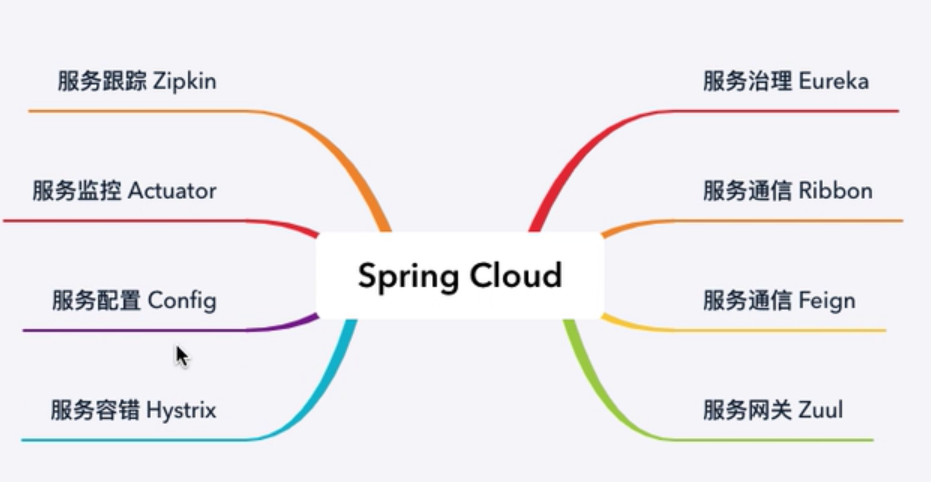 服务跟踪 Zipkin
服务监控 Actuator
服务配置 Config
服务容错 Hystrix
Spring Cloud
服务治理 Eureka
服务通信 Ribbon
服务通信 Feign
服务网关 Zuul